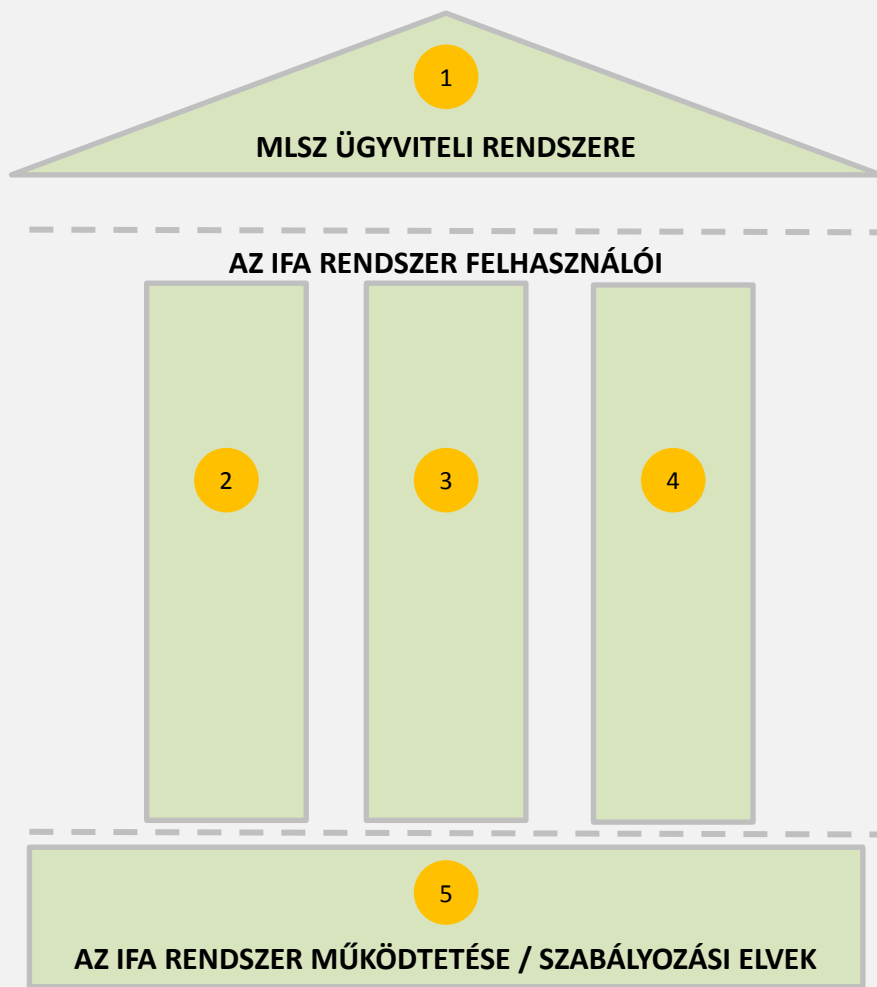 1
MLSZ ÜGYVITELI RENDSZERE
AZ IFA RENDSZER FELHASZNÁLÓI
2 3 4
5
AZ IFA RENDSZER MŰKÖDTETÉSE / SZABÁLYOZÁSI ELVEK